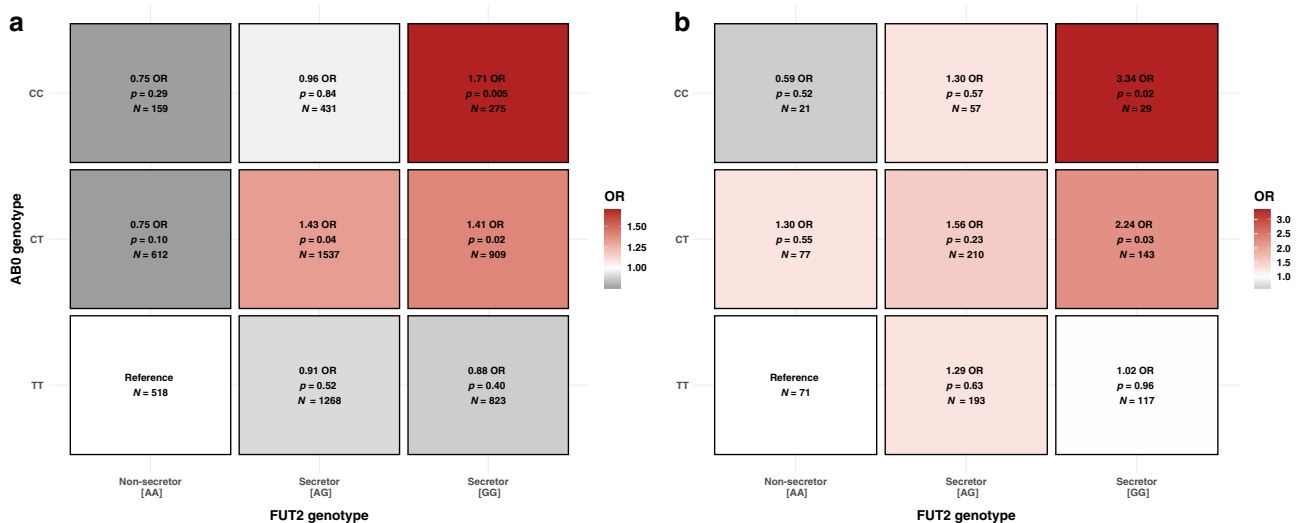 a
AB0 genotype
CC
0.75 OR
p = 0.29
N = 159
0.96 OR
p = 0.84
N = 431
1.71 OR
p = 0.005
N = 275
CT
0.75 OR
p = 0.10
N = 612
1.43 OR
p = 0.04
N = 1537
1.41 OR
p = 0.02
N = 909
TT
Reference
N = 518
0.91 OR
p = 0.52
N = 1268
0.88 OR
p = 0.40
N = 823
Non-secretor
[AA]
Secretor
[AG]
Secretor
[GG]
FUT2 genotype
OR
1.50
1.25
1.00
b
CC
0.59 OR
p = 0.52
N = 21
1.30 OR
p = 0.57
N = 57
3.34 OR
p = 0.02
N = 29
CT
1.30 OR
p = 0.55
N = 77
1.56 OR
p = 0.23
N = 210
2.24 OR
p = 0.03
N = 143
TT
Reference
N = 71
1.29 OR
p = 0.63
N = 193
1.02 OR
p = 0.96
N = 117
Non-secretor
[AA]
Secretor
[AG]
Secretor
[GG]
FUT2 genotype
OR
3.0
2.5
2.0
1.5
1.0